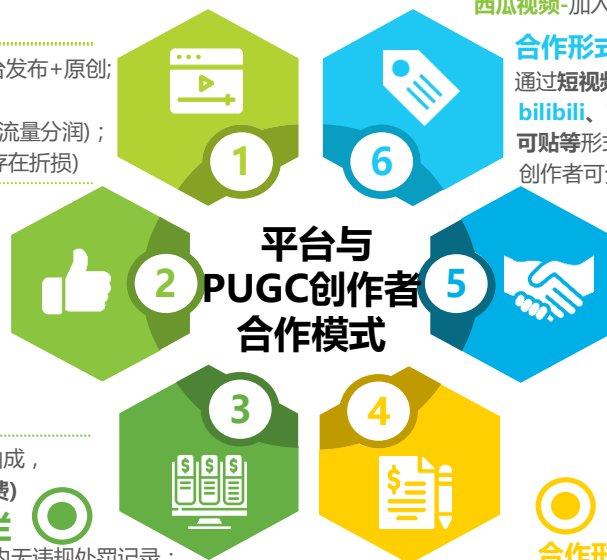 西瓜视频-加入
合作形式
台发布+原创;
通过短视频
bilibili、
流量分润)；
可贴等形式
存在折损)
创作者可
1
6
平台与
2
PUGC创作者
5
合作模式
3
4
$ $ $
$
成，
费)
合作形
内无违规处罚记录；